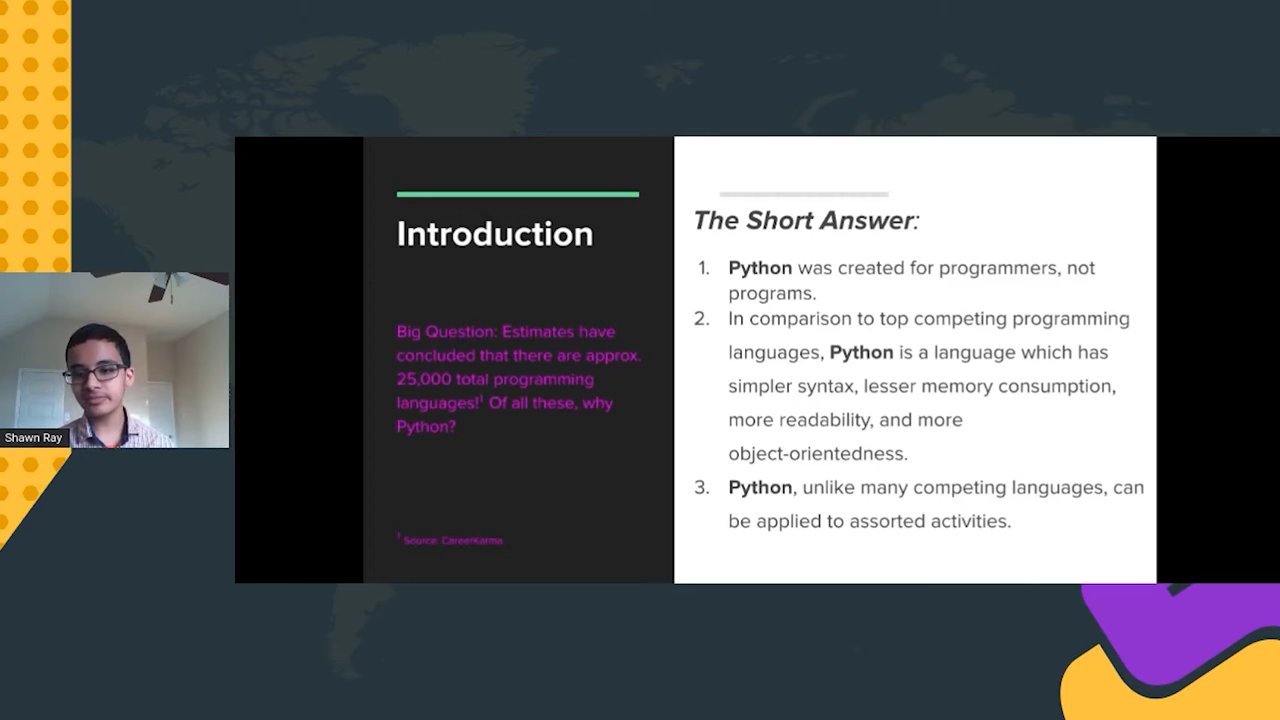 Introduction
Big Question: Estimates have
concluded that there are approx.
25,000 total programming
languages!¹ Of all these, why
Python?
¹ Source: CareerKarma
The Short Answer:
1. Python was created for programmers, not
programs.
2. In comparison to top competing programming
languages, Python is a language which has
simpler syntax, lesser memory consumption,
more readability, and more
object-orientedness.
3. Python, unlike many competing languages, can
be applied to assorted activities.
Shawn Ray